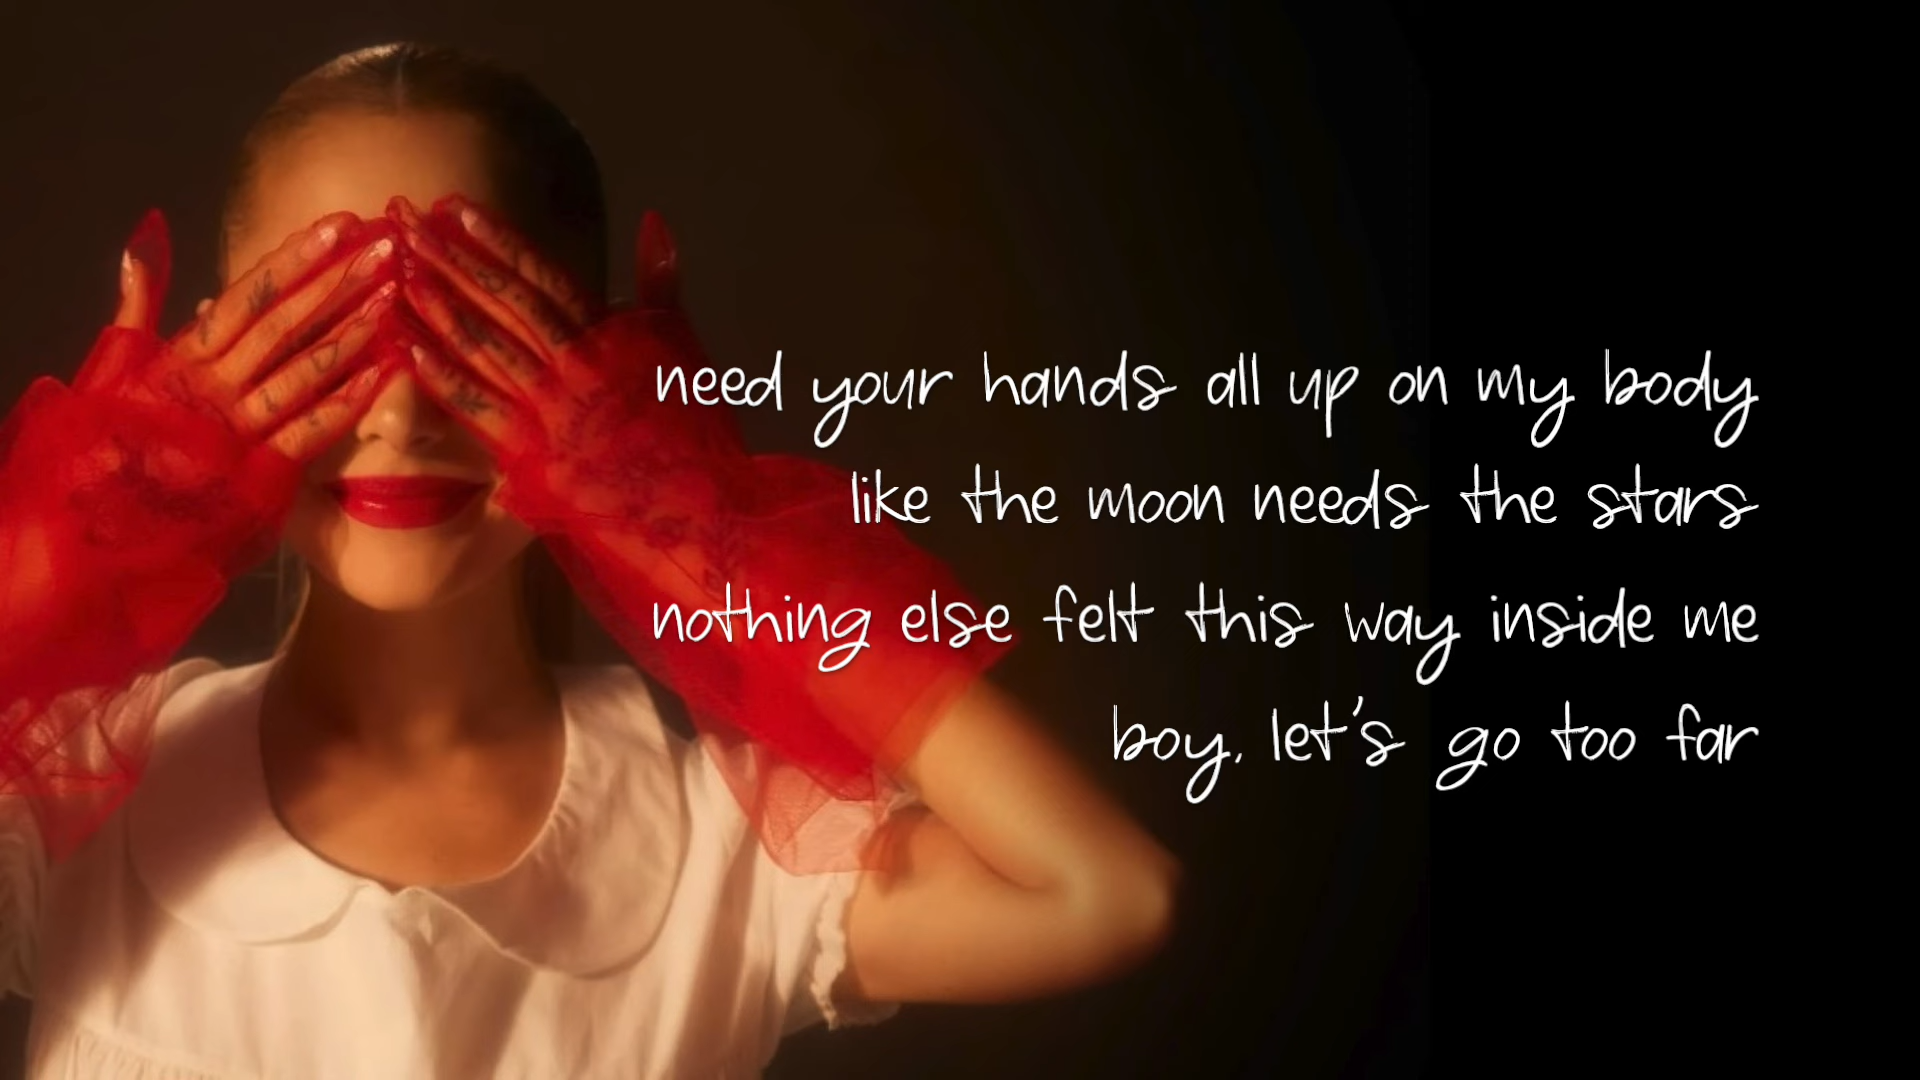 need your hands all up on my body
like the moon needs the stars
nothing else felt this way inside me
boy, let's go too far